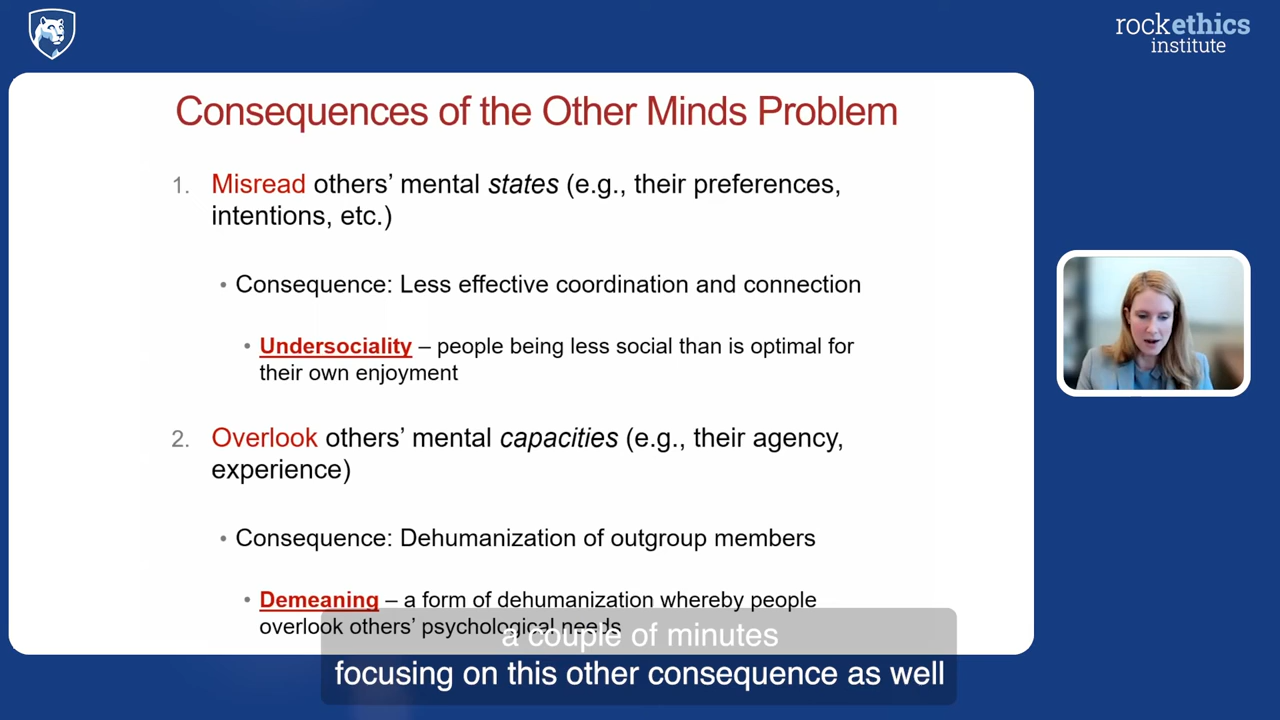 rockethics
institute
Consequences of the Other Minds Problem
1. Misread others’ mental states (e.g., their preferences,
intentions, etc.)
• Consequence: Less effective coordination and connection
• Undersociality – people being less social than is optimal for
their own enjoyment
2. Overlook others’ mental capacities (e.g., their agency,
experience)
• Consequence: Dehumanization of outgroup members
• Demeaning – a form of dehumanization whereby people
overlook others’ psychological needs
a couple of minutes
focusing on this other consequence as well